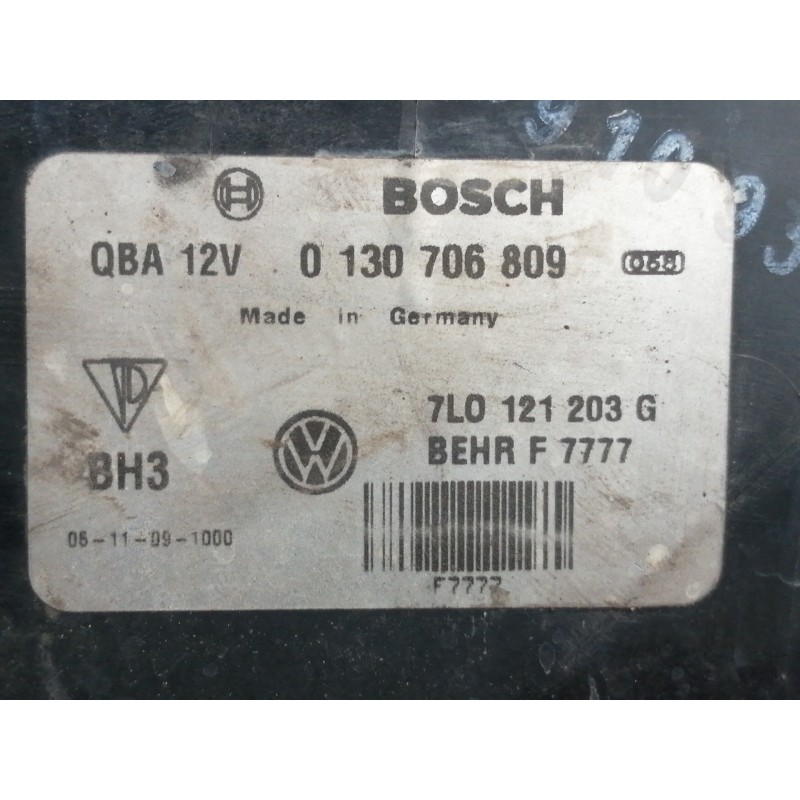 BOSCH
QBA 12V 0 130 706 809
Made in Germany
7L0 121 203 G
BH3 BEHR F 7777
06-11-09-1000
F7777